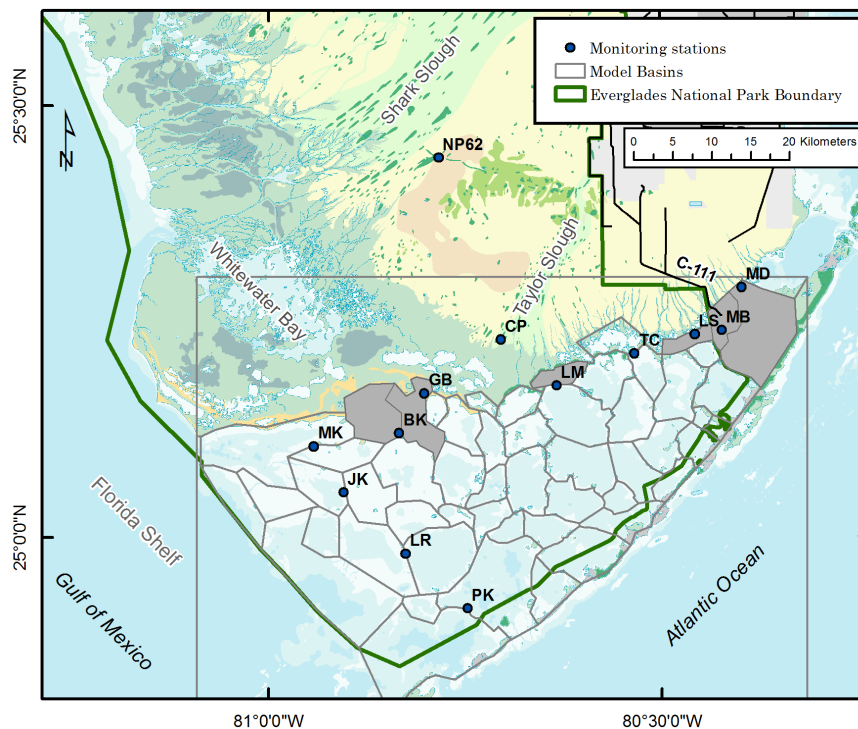 Monitoring stations
Model Basins
Everglades National Park Boundary
0 5 10 15 20 Kilometers
25°30'0"N
N
Shark Slough
NP62
Whitewater Bay
Taylor Slough
C-111
MD
CP
LS
MB
TC
GB
LM
BK
MK
JK
Florida Shelf
25°0'0"N
LR
Gulf of Mexico
Atlantic Ocean
PK
81°0'0"W
80°30'0"W